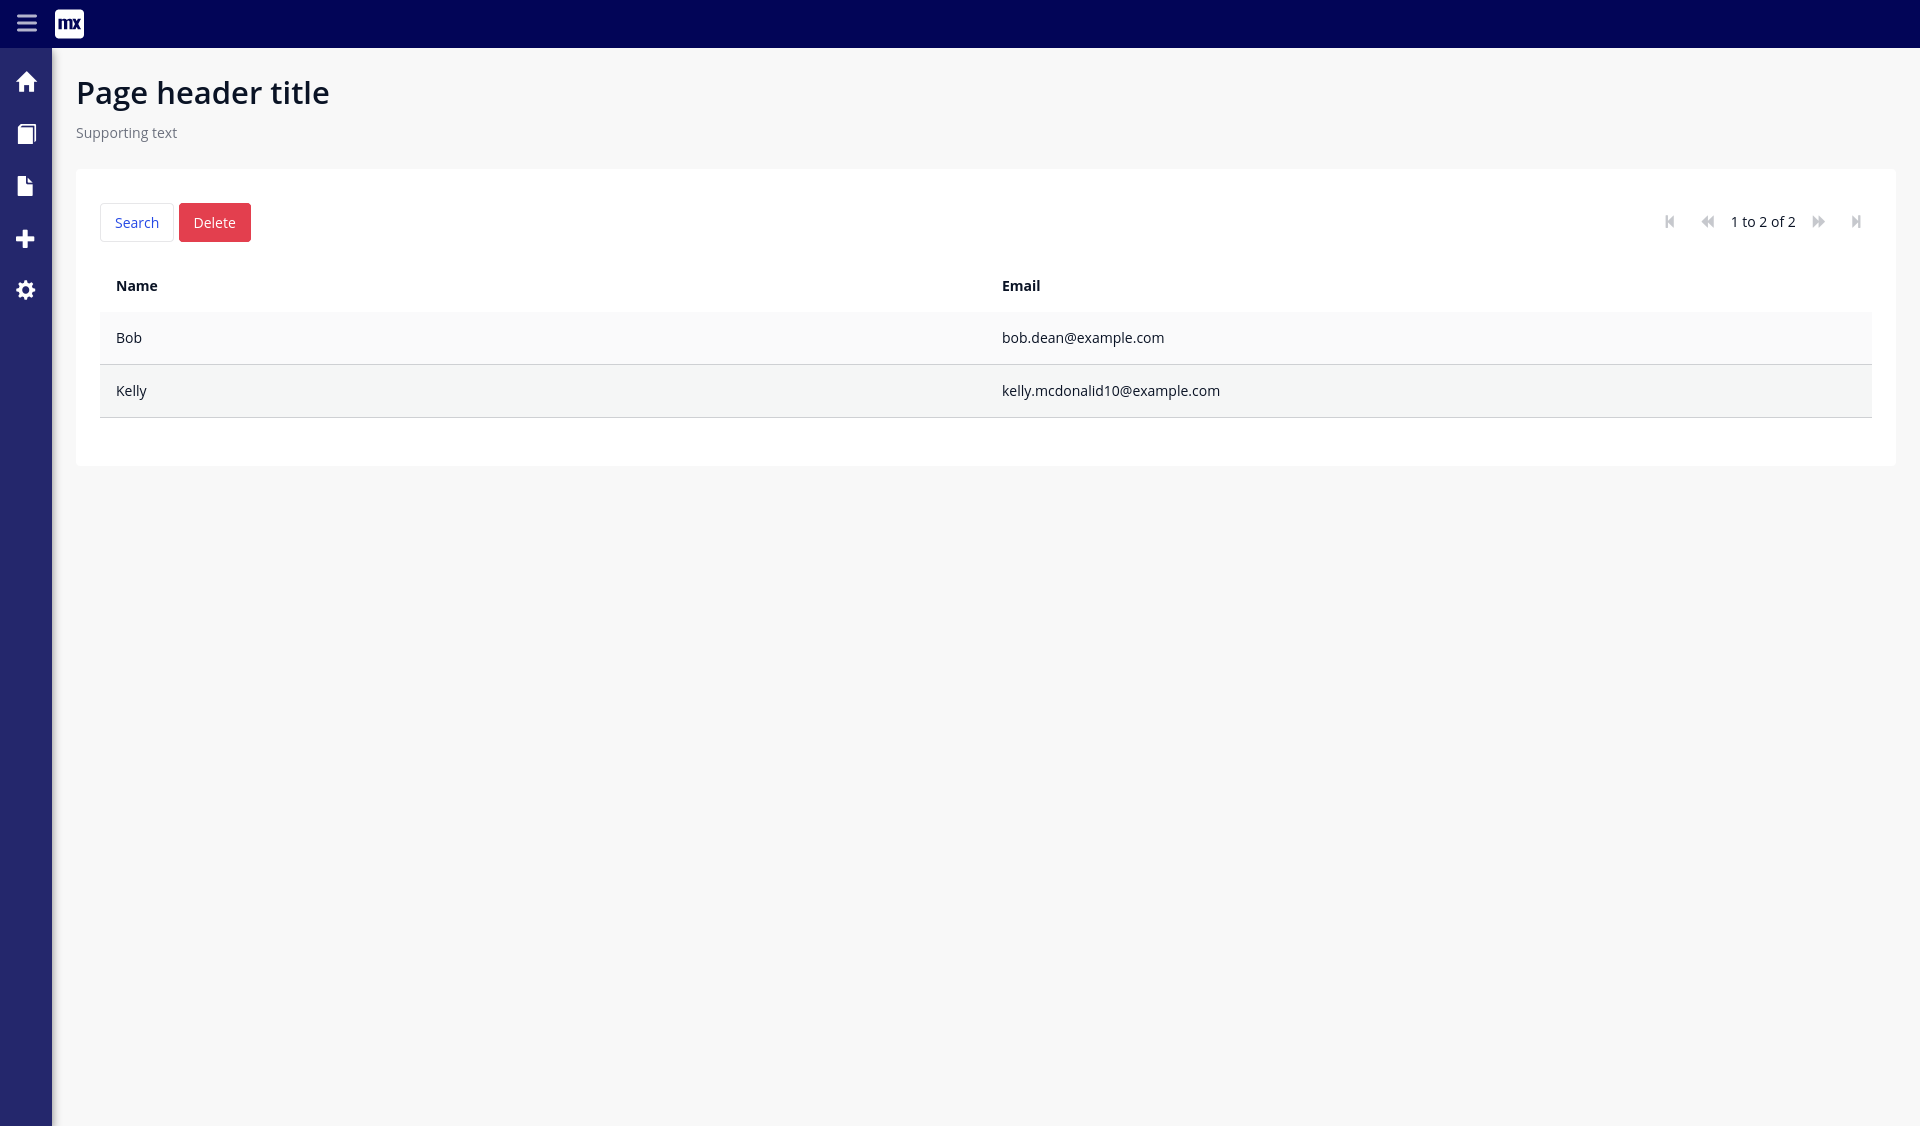 mx
Page header title
Supporting text
Search Delete 1 to 2 of 2
Name Email
Bob bob.dean@example.com
Kelly kelly.mcdonalid10@example.com